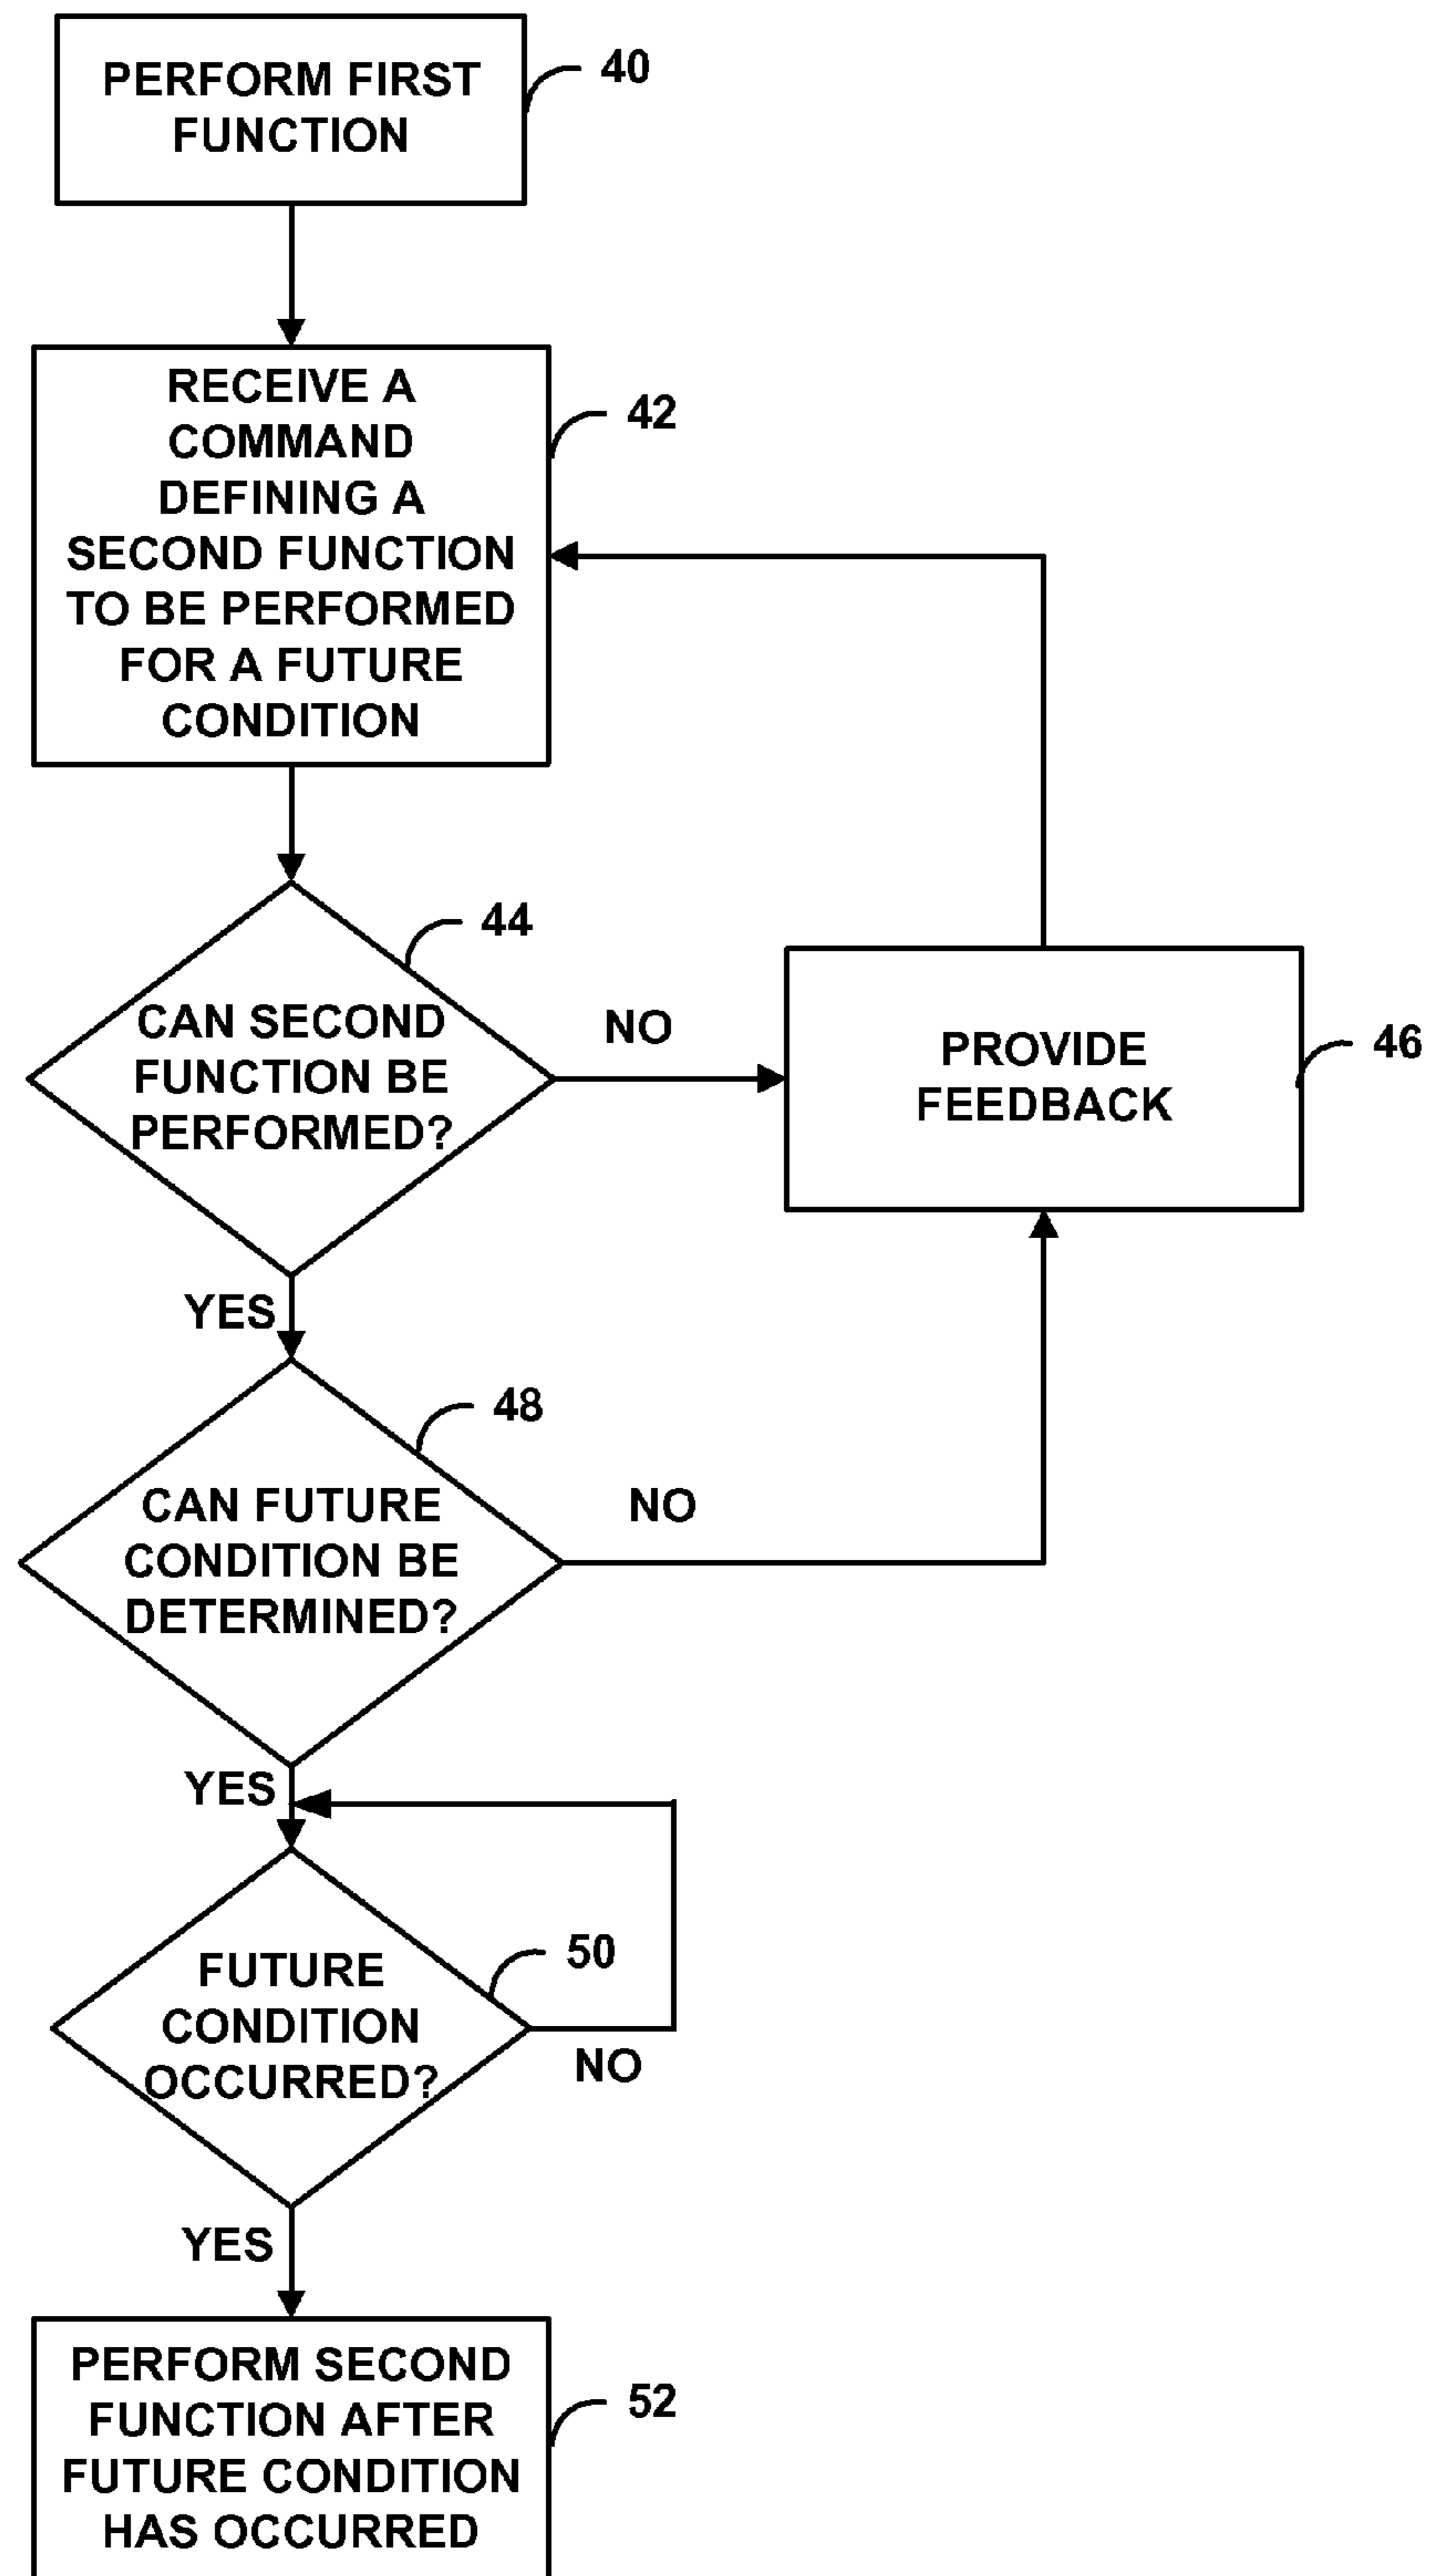 PERFORM FIRST
FUNCTION
40
RECEIVE A
COMMAND
DEFINING A
SECOND FUNCTION
TO BE PERFORMED
FOR A FUTURE
CONDITION
42
CAN SECOND
FUNCTION BE
PERFORMED?
44
NO
PROVIDE
FEEDBACK
46
YES
CAN FUTURE
CONDITION BE
DETERMINED?
48
NO
YES
FUTURE
CONDITION
OCCURRED?
50
NO
YES
PERFORM SECOND
FUNCTION AFTER
FUTURE CONDITION
HAS OCCURRED
52